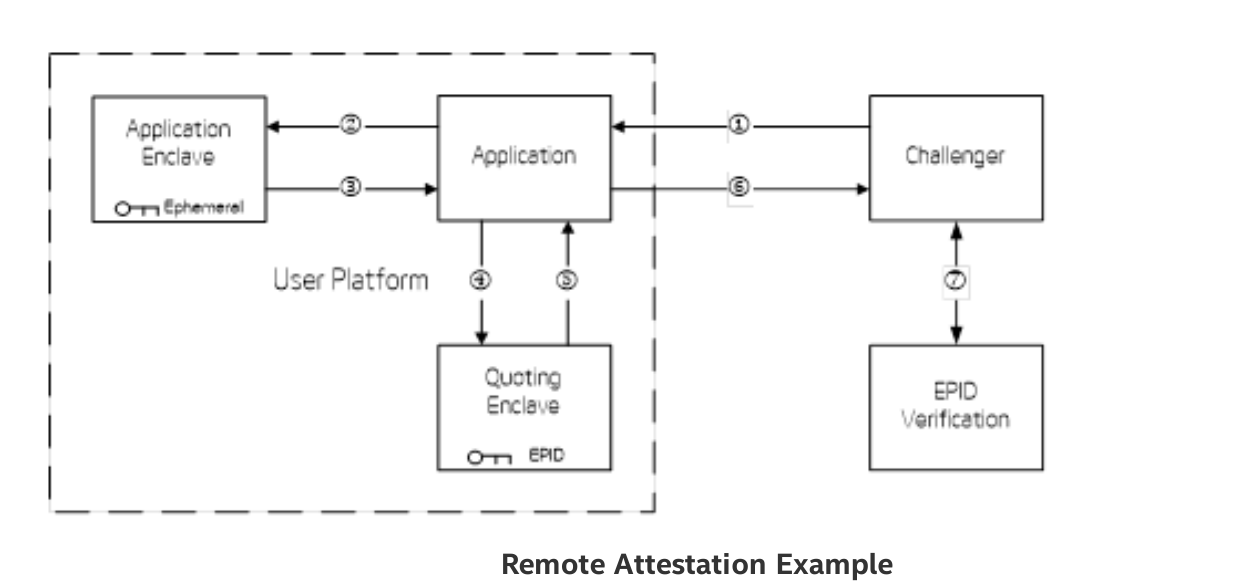 Application
Enclave
Ephemeral
②
③
Application
①
⑥
Challenger
User Platform
④
⑤
⑦
Quoting
Enclave
EPID
EPID
Verification
Remote Attestation Example